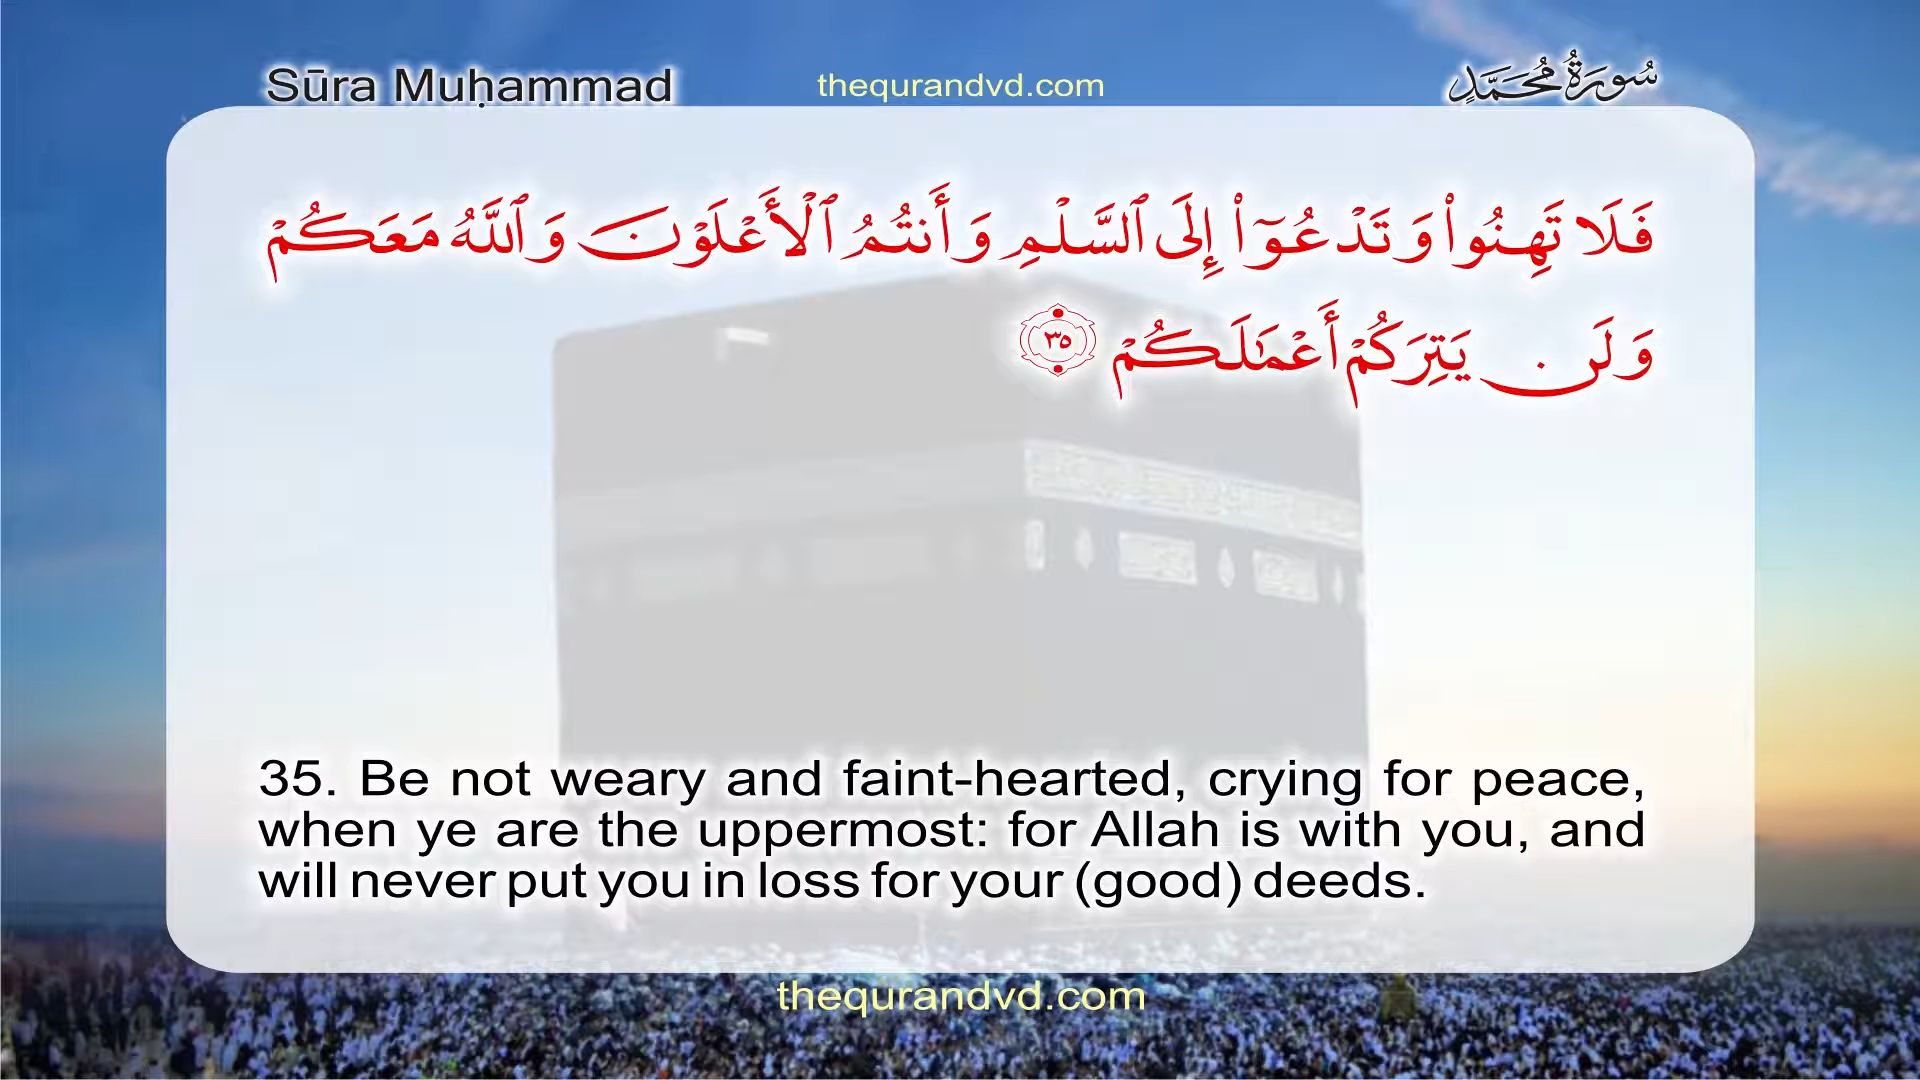 Sūra Muḥammad
thequrandvd.com
سُورَةُ مُحَمَّدٍ
فَلَا تَهِنُوا۟ وَتَدْعُوٓا۟ إِلَى ٱلسَّلْمِ وَأَنتُمُ ٱلْأَعْلَوْنَ وَٱللَّهُ مَعَكُمْ
وَلَن يَتِرَكُمْ أَعْمَـٰلَكُمْ ٣٥
35. Be not weary and faint-hearted, crying for peace,
when ye are the uppermost: for Allah is with you, and
will never put you in loss for your (good) deeds.
thequrandvd.com